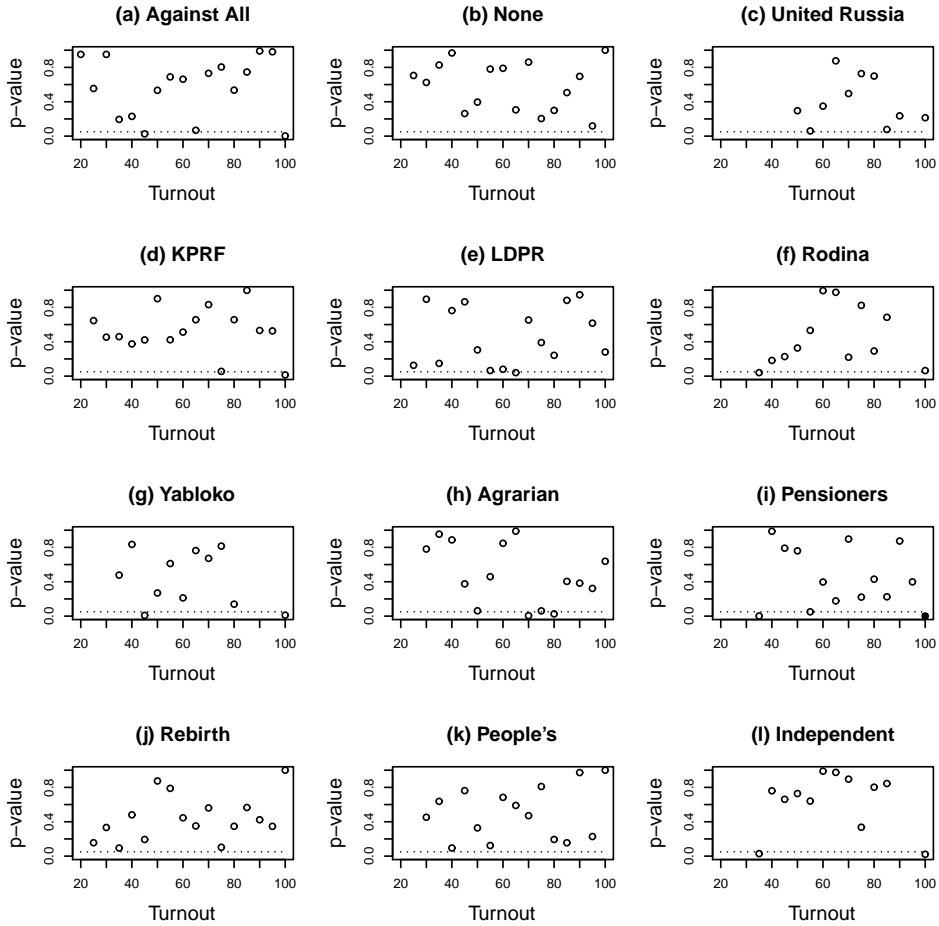 (a) Against All
(b) None
(c) United Russia
p−value
0.0 0.4 0.8
20 40 60 80 100
Turnout
p−value
0.0 0.4 0.8
20 40 60 80 100
Turnout
p−value
0.0 0.4 0.8
20 40 60 80 100
Turnout
(d) KPRF
(e) LDPR
(f) Rodina
p−value
0.0 0.4 0.8
20 40 60 80 100
Turnout
p−value
0.0 0.4 0.8
20 40 60 80 100
Turnout
p−value
0.0 0.4 0.8
20 40 60 80 100
Turnout
(g) Yabloko
(h) Agrarian
(i) Pensioners
p−value
0.0 0.4 0.8
20 40 60 80 100
Turnout
p−value
0.0 0.4 0.8
20 40 60 80 100
Turnout
p−value
0.0 0.4 0.8
20 40 60 80 100
Turnout
(j) Rebirth
(k) People's
(l) Independent
p−value
0.0 0.4 0.8
20 40 60 80 100
Turnout
p−value
0.0 0.4 0.8
20 40 60 80 100
Turnout
p−value
0.0 0.4 0.8
20 40 60 80 100
Turnout